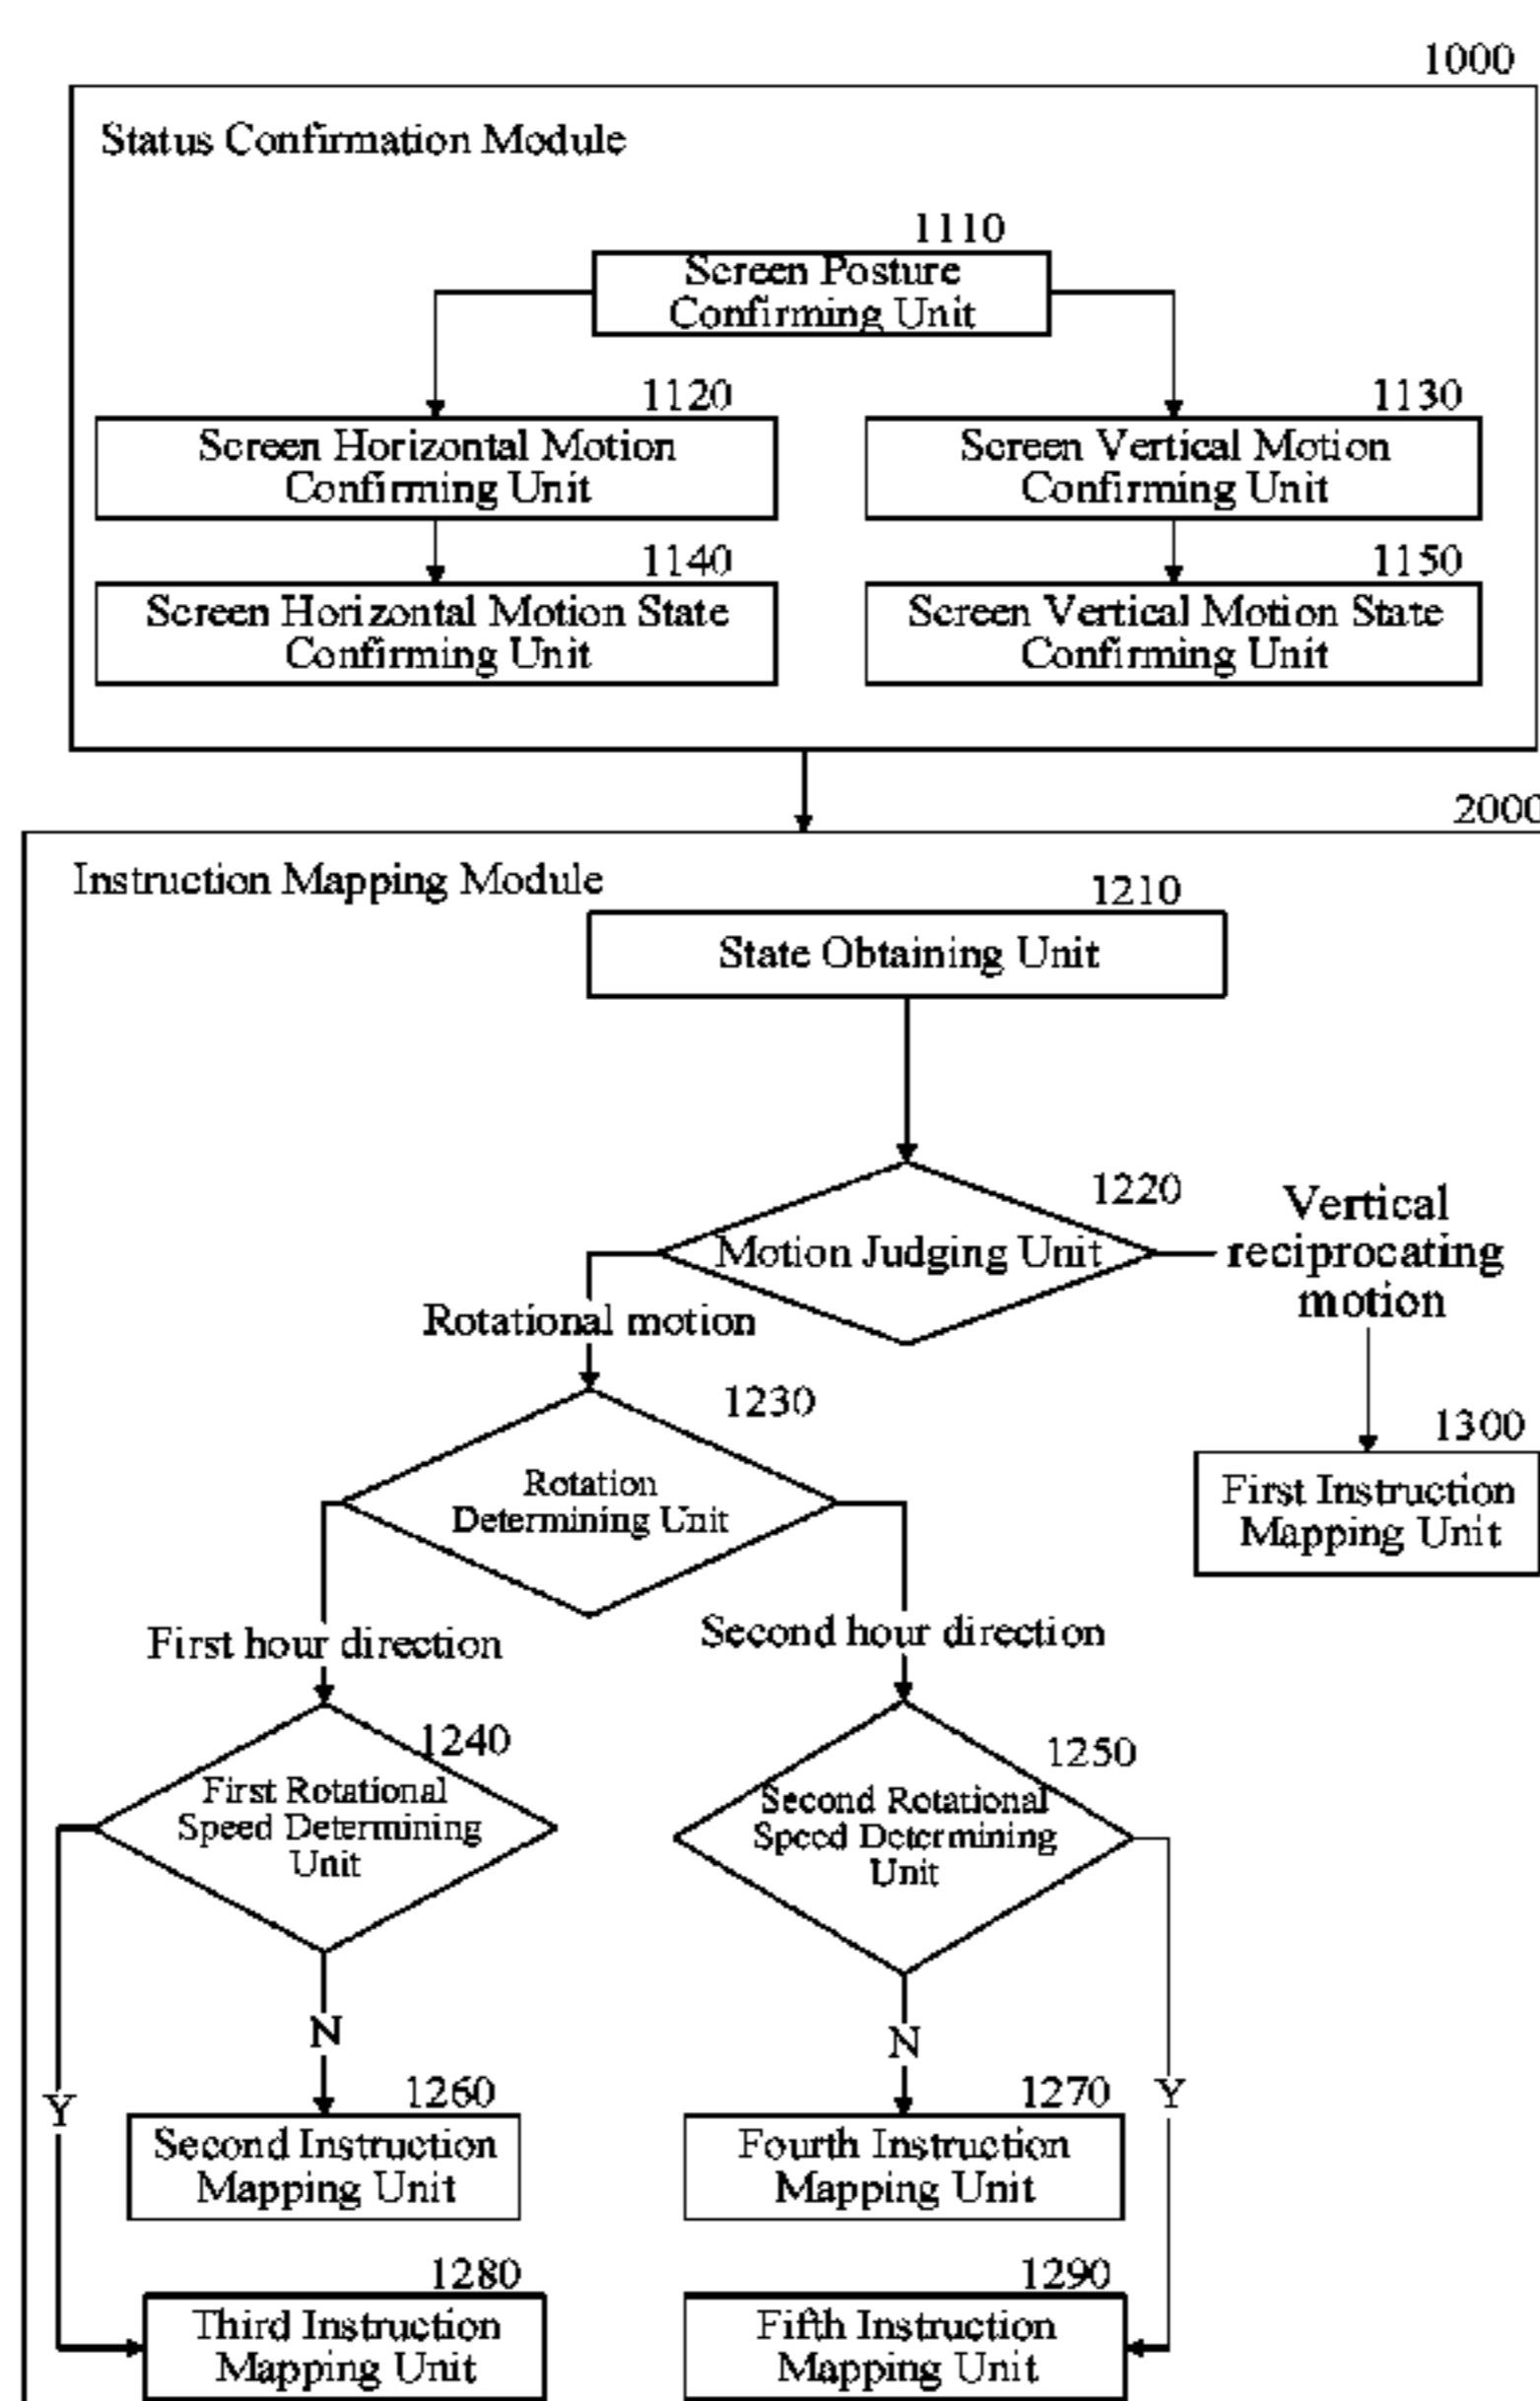 1000
Status Confirmation Module
1110
Screen Posture
Confirming Unit
1120
Screen Horizontal Motion
Confirming Unit
1130
Screen Vertical Motion
Confirming Unit
1140
Screen Horizontal Motion State
Confirming Unit
1150
Screen Vertical Motion State
Confirming Unit
2000
Instruction Mapping Module
1210
State Obtaining Unit
1220
Motion Judging Unit
Vertical
reciprocating
motion
Rotational motion
1230
Rotation
Determining Unit
1300
First Instruction
Mapping Unit
First hour direction
Second hour direction
1240
First Rotational
Speed Determining
Unit
1250
Second Rotational
Speed Determining
Unit
N
N
Y
Y
1260
Second Instruction
Mapping Unit
1270
Fourth Instruction
Mapping Unit
1280
Third Instruction
Mapping Unit
1290
Fifth Instruction
Mapping Unit